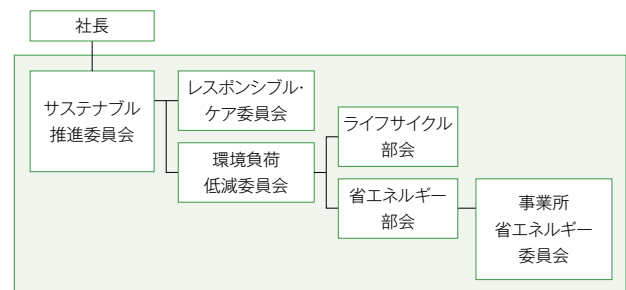 社長
サステナブル
推進委員会
レスポンシブル・
ケア委員会
環境負荷
低減委員会
ライフサイクル
部会
省エネルギー
部会
事業所
省エネルギー
委員会